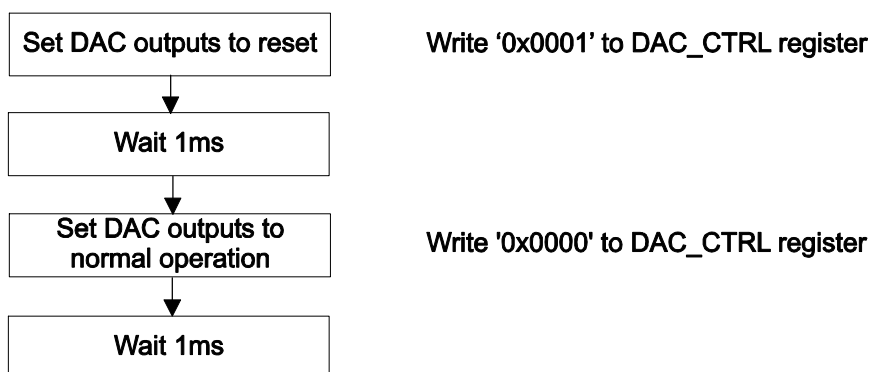 Set DAC outputs to reset
Write ‘0x0001’ to DAC_CTRL register
Wait 1ms
Set DAC outputs to
normal operation
Write '0x0000' to DAC_CTRL register
Wait 1ms